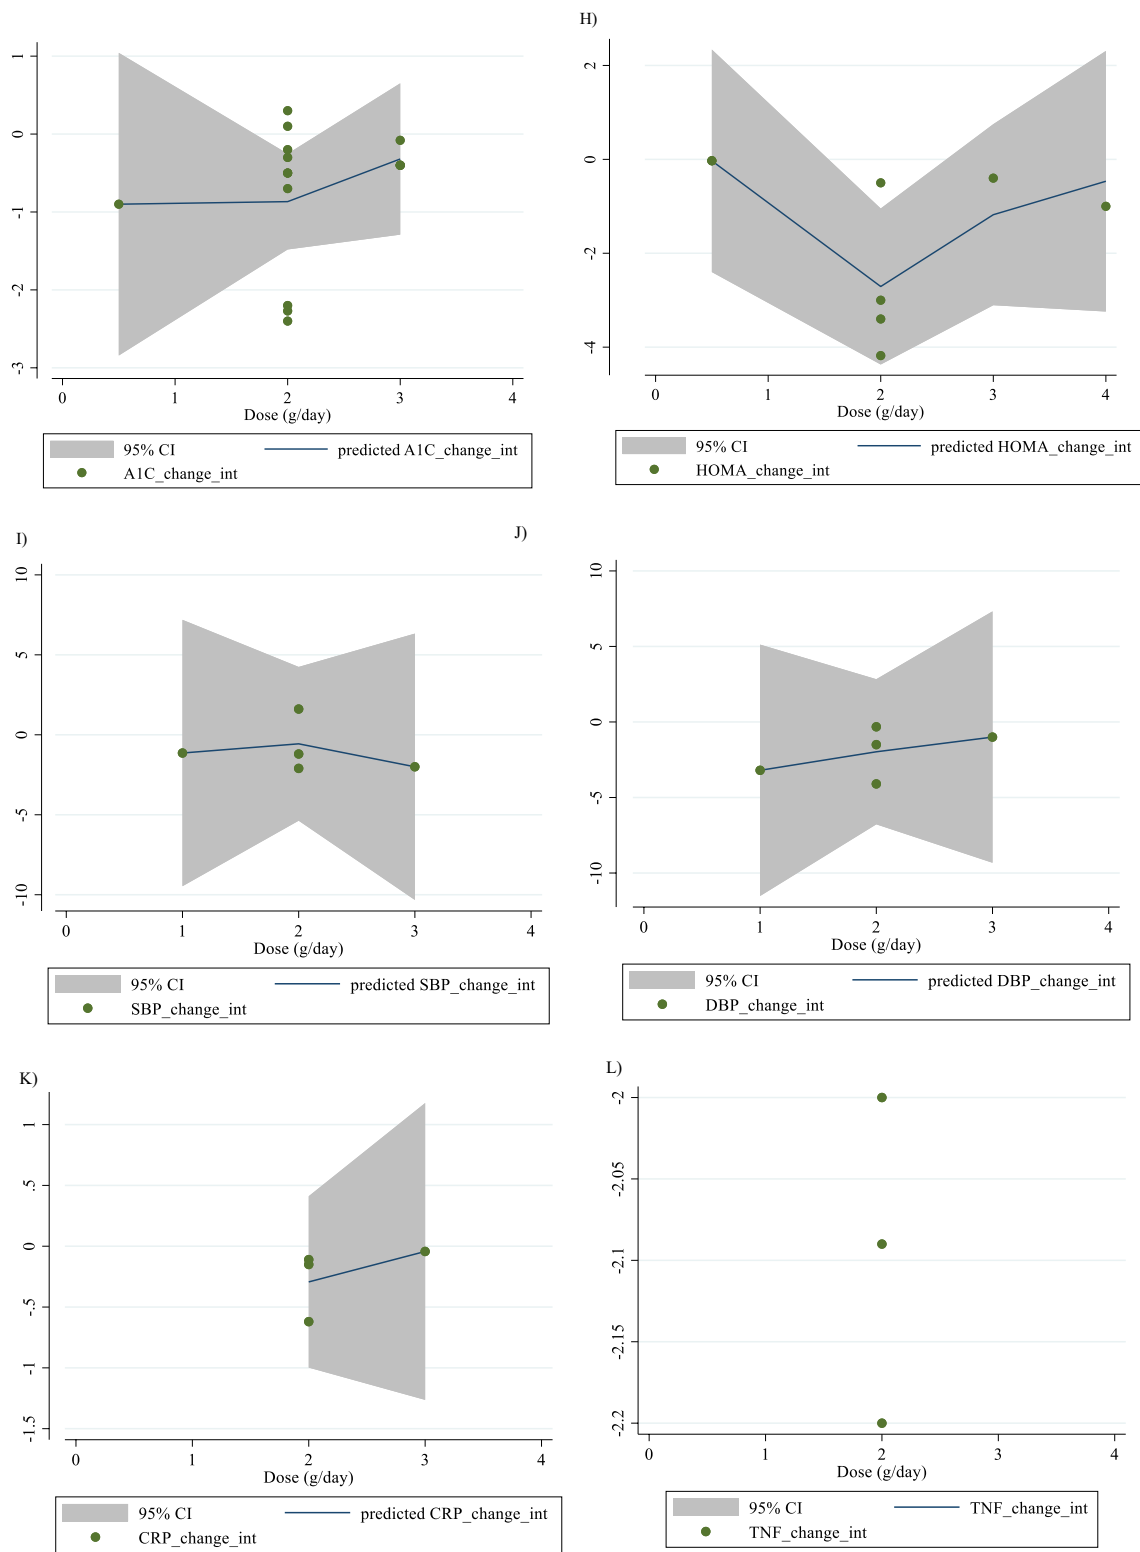 H)
1
0
-1
-2
-3
0 1 2 3 4
Dose (g/day)
95% CI predicted A1C_change_int
A1C_change_int
2
0
-2
-4
0 1 2 3 4
Dose (g/day)
95% CI predicted HOMA_change_int
HOMA_change_int
I)
10
5
0
-5
-10
0 1 2 3 4
Dose (g/day)
95% CI predicted SBP_change_int
SBP_change_int
J)
10
5
0
-5
-10
0 1 2 3 4
Dose (g/day)
95% CI predicted DBP_change_int
DBP_change_int
K)
1
.5
0
-.5
-1
-1.5
0 1 2 3 4
Dose (g/day)
95% CI predicted CRP_change_int
CRP_change_int
L)
-2
-2.05
-2.1
-2.15
-2.2
0 1 2 3 4
Dose (g/day)
95% CI TNF_change_int
TNF_change_int